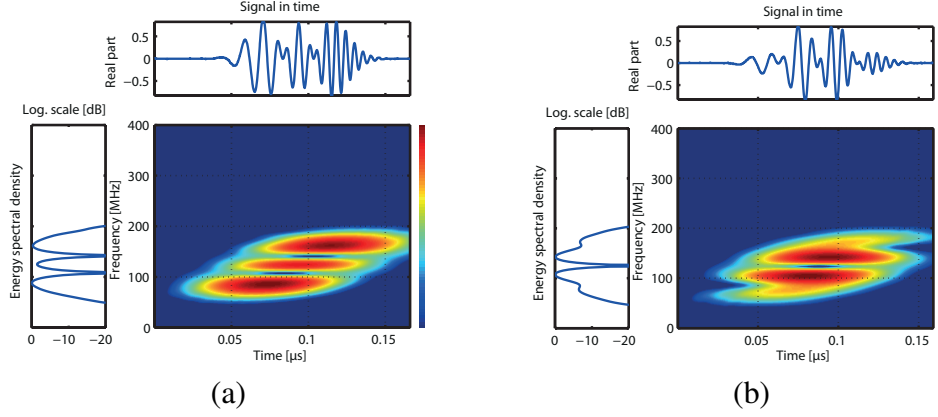 Signal in time
Real part
0.5
0
−0.5
Log. scale [dB]
Energy spectral density
Frequency [MHz]
400
300
200
100
0
0 −10 −20
0.05 0.1 0.15
Time [µs]
(a)
Signal in time
Real part
0.5
0
−0.5
Log. scale [dB]
Energy spectral density
Frequency [MHz]
400
300
200
100
0
0 −10 −20
0.05 0.1 0.15
Time [µs]
(b)